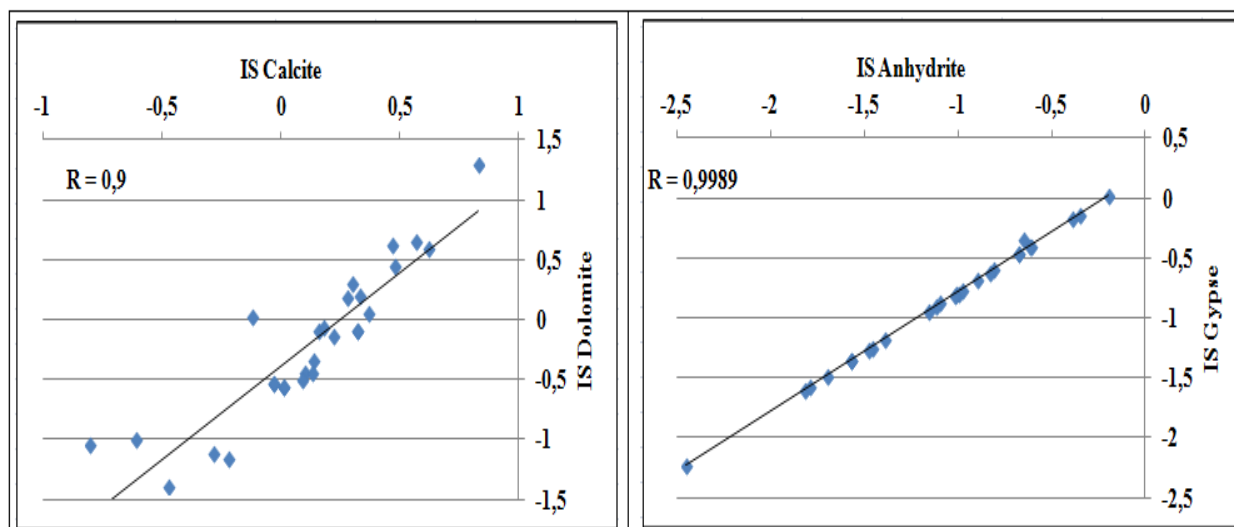 IS Calcite
-1 -0,5 0 0,5 1
1,5
R = 0,9
1
0,5
0
-0,5
-1
-1,5
IS Dolomite
IS Anhydrite
-2,5 -2 -1,5 -1 -0,5 0
0,5
R = 0,9989
0
-0,5
-1
-1,5
-2
-2,5
IS Gypse